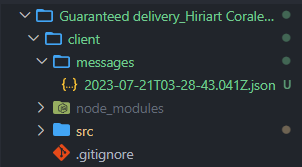 Guaranteed delivery_Hiriart Corale...
client
messages
2023-07-21T03-28-43.041Z.json U
node_modules
src
.gitignore